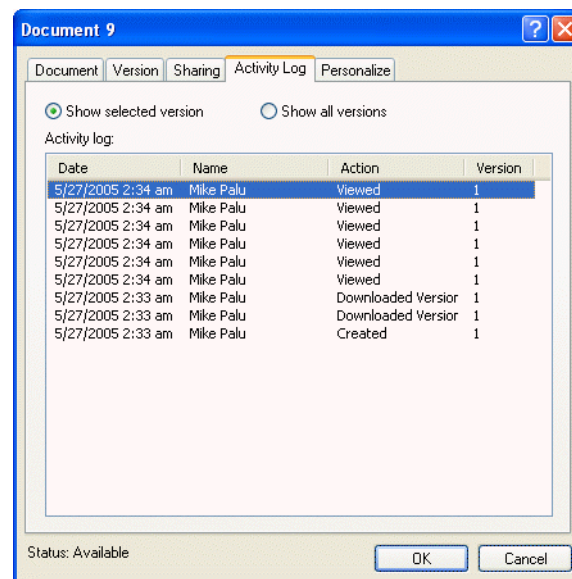 Document 9
Document Version Sharing Activity Log Personalize
Show selected version Show all versions
Activity log:
Date Name Action Version
5/27/2005 2:34 am Mike Palu Viewed 1
5/27/2005 2:34 am Mike Palu Viewed 1
5/27/2005 2:34 am Mike Palu Viewed 1
5/27/2005 2:34 am Mike Palu Viewed 1
5/27/2005 2:34 am Mike Palu Viewed 1
5/27/2005 2:34 am Mike Palu Viewed 1
5/27/2005 2:33 am Mike Palu Downloaded Versior 1
5/27/2005 2:33 am Mike Palu Downloaded Versior 1
5/27/2005 2:33 am Mike Palu Created 1
Status: Available OK Cancel